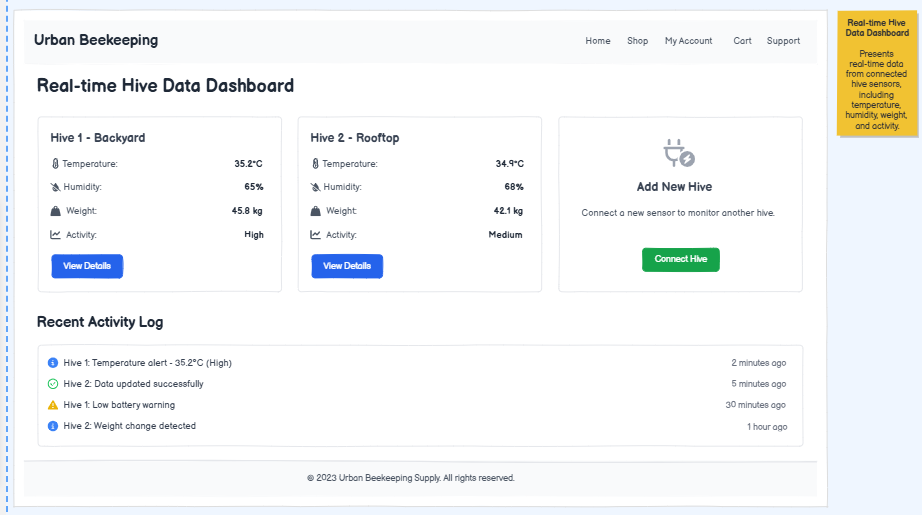 Urban Beekeeping
Home Shop My Account Cart Support
Real-time Hive Data Dashboard
Hive 1 - Backyard
Temperature: 35.2°C
Humidity: 65%
Weight: 45.8 kg
Activity: High
View Details
Hive 2 - Rooftop
Temperature: 34.9°C
Humidity: 68%
Weight: 42.1 kg
Activity: Medium
View Details
Add New Hive
Connect a new sensor to monitor another hive.
Connect Hive
Recent Activity Log
Hive 1: Temperature alert - 35.2°C (High) 2 minutes ago
Hive 2: Data updated successfully 5 minutes ago
Hive 1: Low battery warning 30 minutes ago
Hive 2: Weight change detected 1 hour ago
© 2023 Urban Beekeeping Supply. All rights reserved.
Real-time Hive
Data Dashboard
Presents
real-time data
from connected
hive sensors,
including
temperature,
humidity, weight,
and activity.